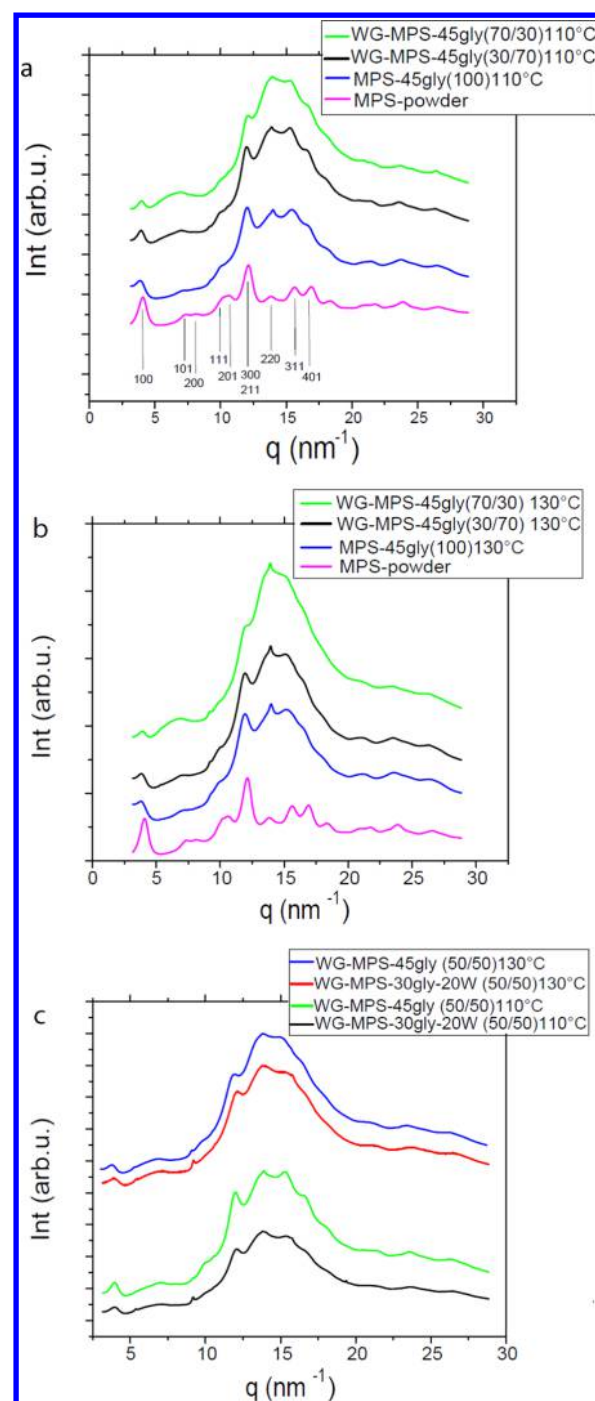 a
WG-MPS-45gly(70/30)110°C
WG-MPS-45gly(30/70)110°C
MPS-45gly(100)110°C
MPS-powder
Int (arb.u.)
100
101
200
111
201
300
211
220
311
401
0 5 10 15 20 25 30
q (nm⁻¹)
b
WG-MPS-45gly(70/30) 130°C
WG-MPS-45gly(30/70) 130°C
MPS-45gly(100)130°C
MPS-powder
Int (arb.u.)
0 5 10 15 20 25 30
q (nm ⁻¹)
c
WG-MPS-45gly (50/50)130°C
WG-MPS-30gly-20W (50/50)130°C
WG-MPS-45gly (50/50)110°C
WG-MPS-30gly-20W (50/50)110°C
Int (arb.u.)
5 10 15 20 25 30
q (nm ⁻¹)